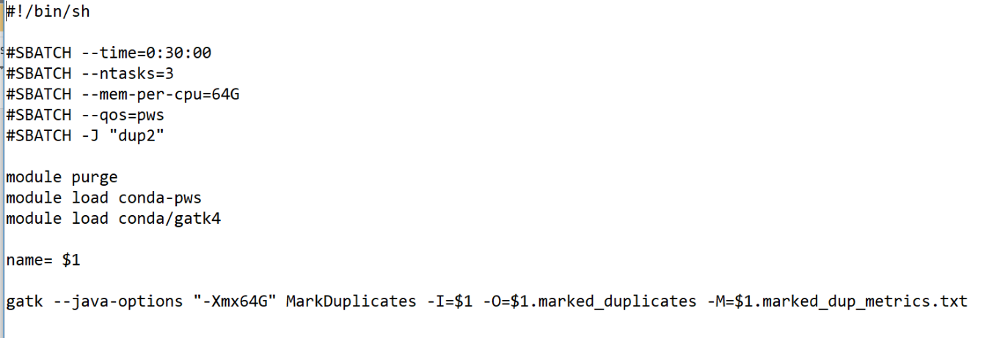 #!/bin/sh
#SBATCH --time=0:30:00
#SBATCH --ntasks=3
#SBATCH --mem-per-cpu=64G
#SBATCH --qos=pws
#SBATCH -J "dup2"
module purge
module load conda-pws
module load conda/gatk4
name= $1
gatk --java-options "-Xmx64G" MarkDuplicates -I=$1 -O=$1.marked_duplicates -M=$1.marked_dup_metrics.txt